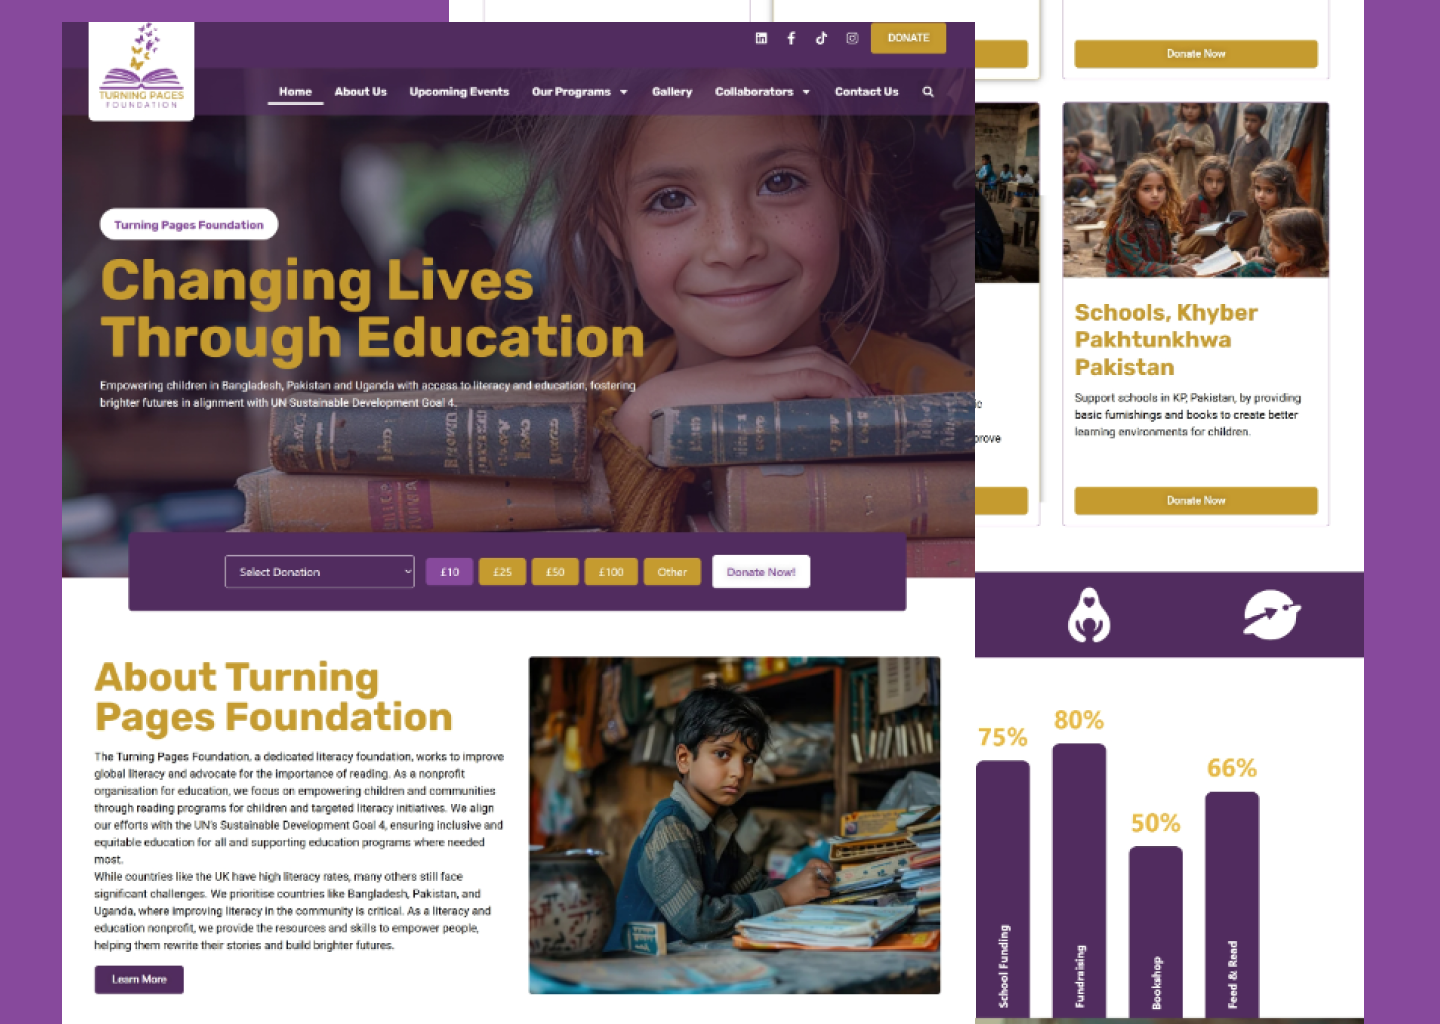 TURNING PAGES
FOUNDATION
DONATE
Home
About Us
Upcoming Events
Our Programs
Gallery
Collaborators
Contact Us
Turning Pages Foundation
Changing Lives
Through Education
Empowering children in Bangladesh, Pakistan and Uganda with access to literacy and education, fostering
brighter futures in alignment with UN Sustainable Development Goal 4.
Select Donation
£10
£25
£50
£100
Other
Donate Now!
About Turning
Pages Foundation
The Turning Pages Foundation, a dedicated literacy foundation, works to improve
global literacy and advocate for the importance of reading. As a nonprofit
organisation for education, we focus on empowering children and communities
through reading programs for children and targeted literacy initiatives. We align
our efforts with the UN's Sustainable Development Goal 4, ensuring inclusive and
equitable education for all and supporting education programs where needed
most.
While countries like the UK have high literacy rates, many others still face
significant challenges. We prioritise countries like Bangladesh, Pakistan, and
Uganda, where improving literacy in the community is critical. As a literacy and
education nonprofit, we provide the resources and skills to empower people,
helping them rewrite their stories and build brighter futures.
Learn More
Donate Now
Schools, Khyber
Pakhtunkhwa
Pakistan
Support schools in KP, Pakistan, by providing
basic furnishings and books to create better
learning environments for children.
Donate Now
75%
80%
50%
66%
School Funding
Fundraising
Bookshop
Feed & Read